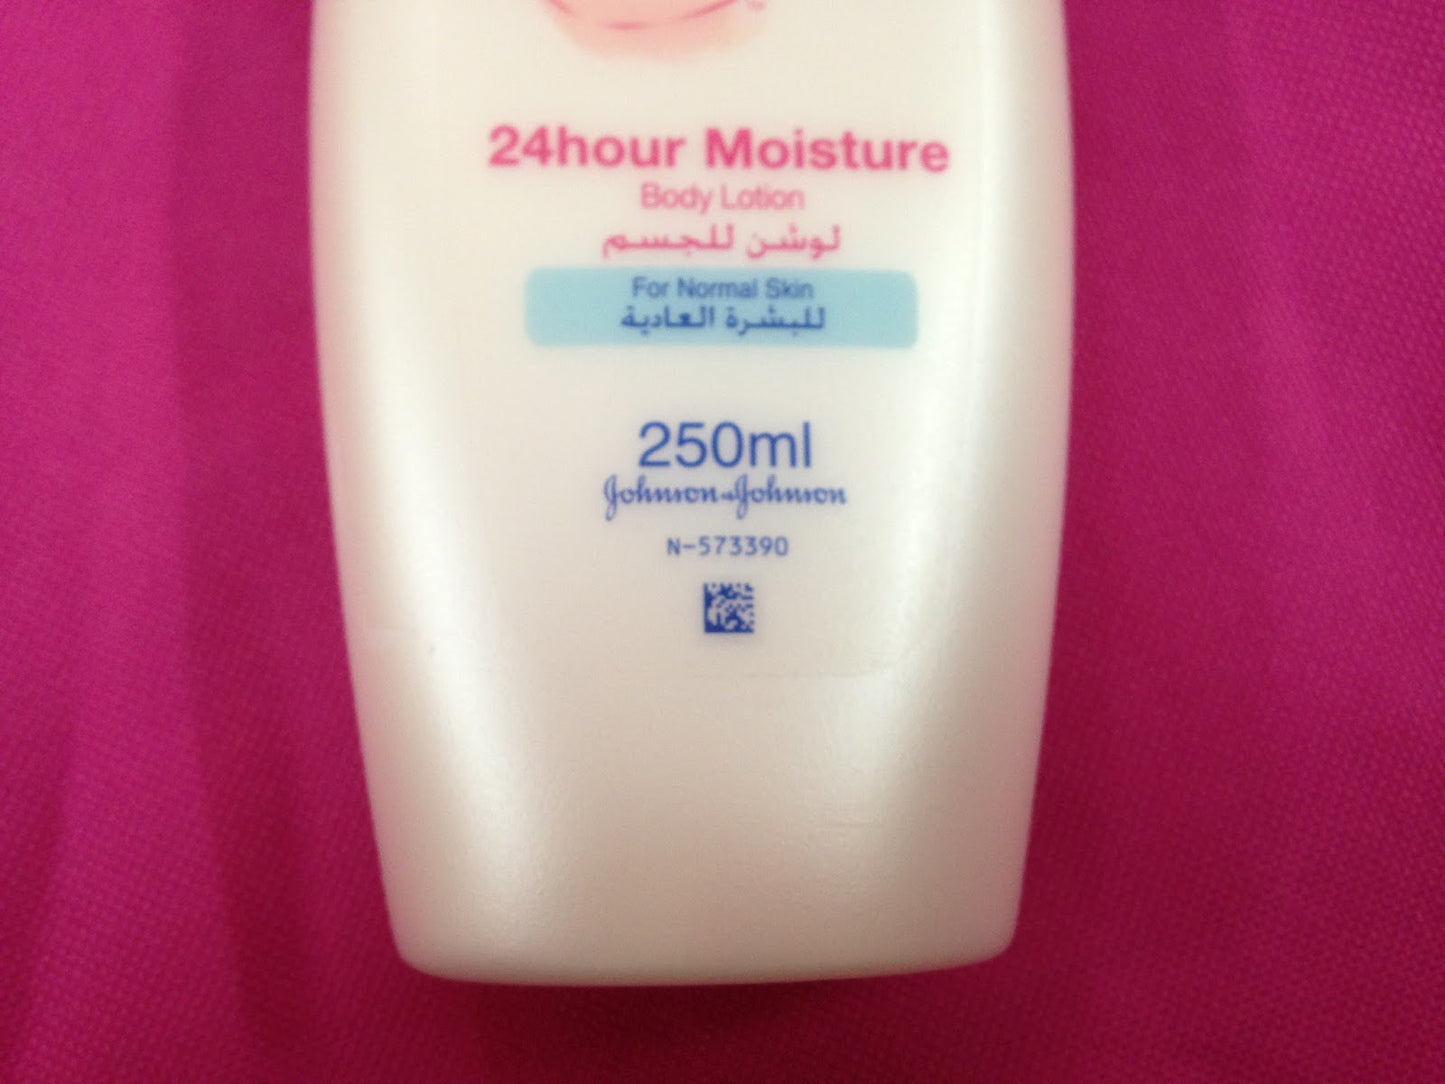 24hour Moisture
Body Lotion
لوشن للجسم
For Normal Skin
للبشرة العادية
250ml
Johnson & Johnson
N-573390